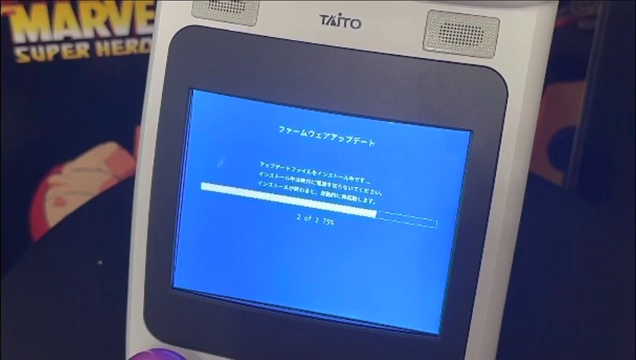 MARVEL
SUPER HERO
TAITO
ファームウェアアップデート
アップデートファイルをインストール中です...
インストール中は絶対に電源を切らないでください。
インストールが終わると、自動的に再起動します。
2 of 3 75%